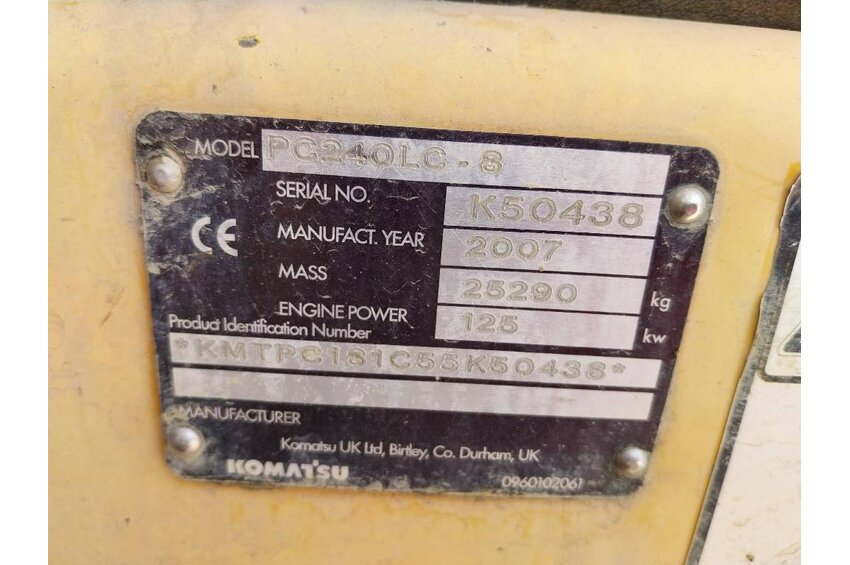 MODEL PC240LC-8
SERIAL NO. K50438
CE
MANUFACT. YEAR 2007
MASS 25290 kg
ENGINE POWER 125 kw
Product Identification Number
*KMTPC181C55K50438*
MANUFACTURER
Komatsu UK Ltd, Birtley, Co. Durham, UK
KOMATSU
0960102061